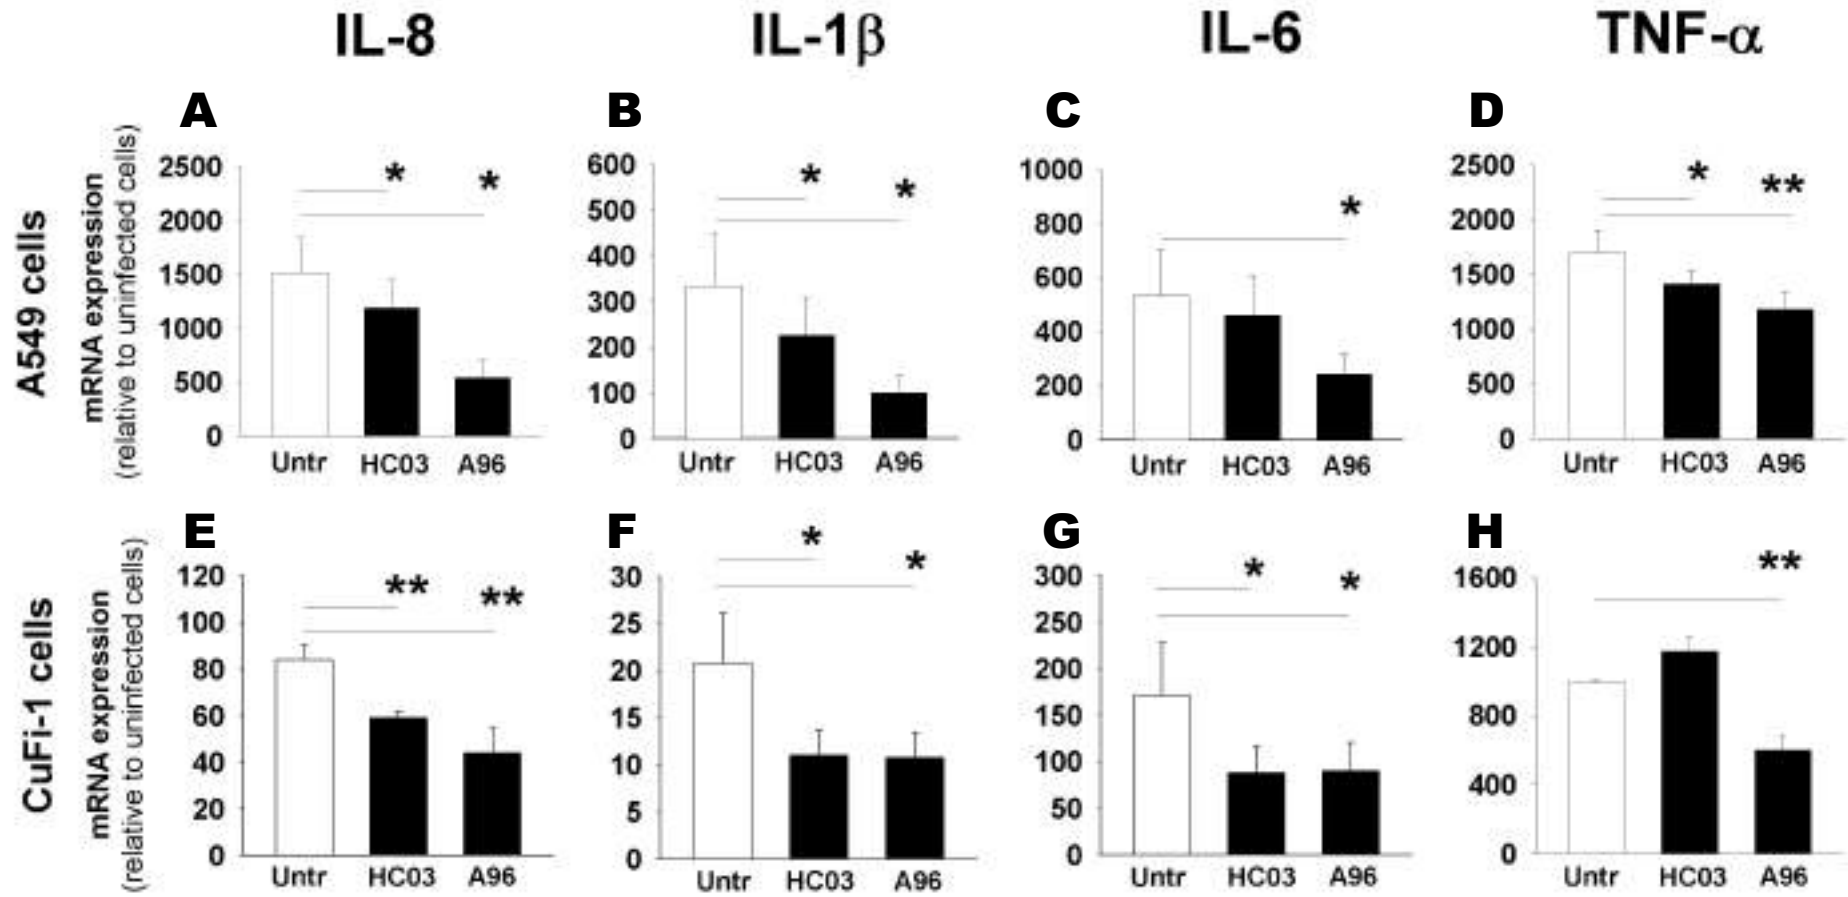 IL-8 IL-1β IL-6 TNF-α
A549 cells
mRNA expression
(relative to uninfected cells)
A
*
*
2500
2000
1500
1000
500
0
Untr HC03 A96
B
*
*
600
500
400
300
200
100
0
Untr HC03 A96
C
*
1000
800
600
400
200
0
Untr HC03 A96
D
*
**
2500
2000
1500
1000
500
0
Untr HC03 A96
CuFi-1 cells
mRNA expression
(relative to uninfected cells)
E
**
**
120
100
80
60
40
20
0
Untr HC03 A96
F
*
*
30
25
20
15
10
5
0
Untr HC03 A96
G
*
*
300
250
200
150
100
50
0
Untr HC03 A96
H
**
1600
1200
800
400
0
Untr HC03 A96